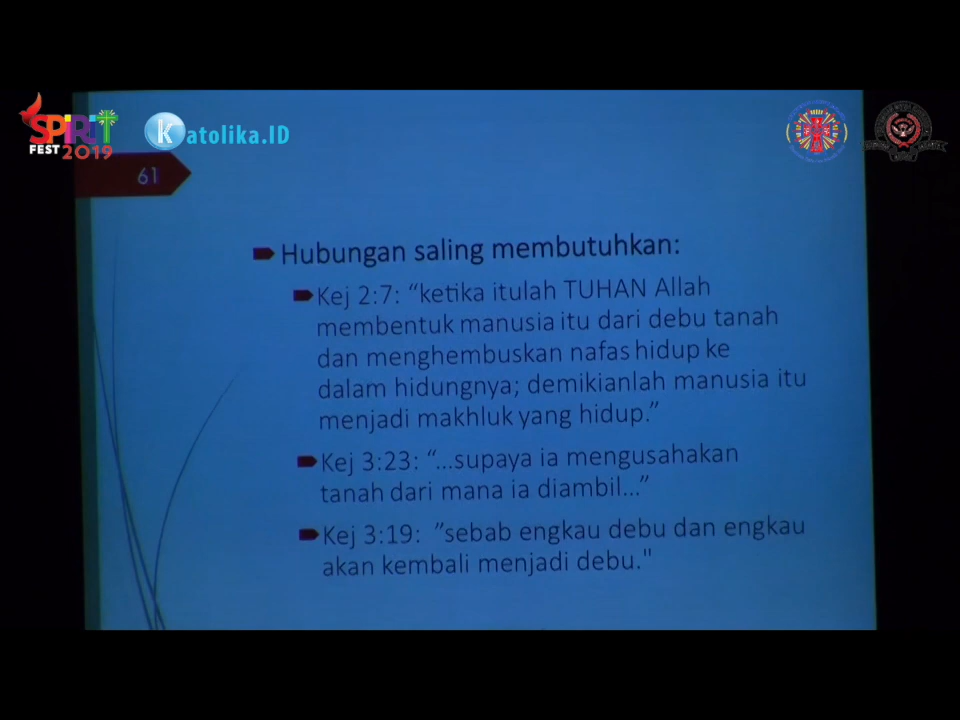 SPiRiT
FEST 2019
Katolika.ID
61
Hubungan saling membutuhkan:
Kej 2:7: “ketika itulah TUHAN Allah
membentuk manusia itu dari debu tanah
dan menghembuskan nafas hidup ke
dalam hidungnya; demikianlah manusia itu
menjadi makhluk yang hidup.”
Kej 3:23: “...supaya ia mengusahakan
tanah dari mana ia diambil...”
Kej 3:19: ”sebab engkau debu dan engkau
akan kembali menjadi debu."